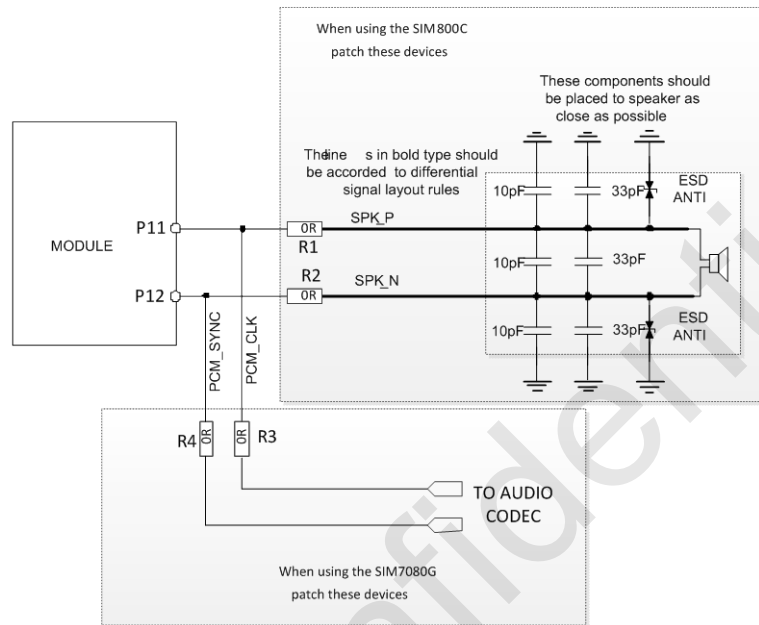 When using the SIM800C
patch these devices
These components should
be placed to speaker as
close as possible
Theline s in bold type should
be accorded to differential
signal layout rules
10pF
33pF
ESD
ANTI
P11
0R
SPK_P
R1
MODULE
10pF
33pF
R2
P12
0R
SPK_N
10pF
33pF
ESD
ANTI
PCM_SYNC
PCM_CLK
R4
0R
0R
R3
TO AUDIO
CODEC
When using the SIM7080G
patch these devices